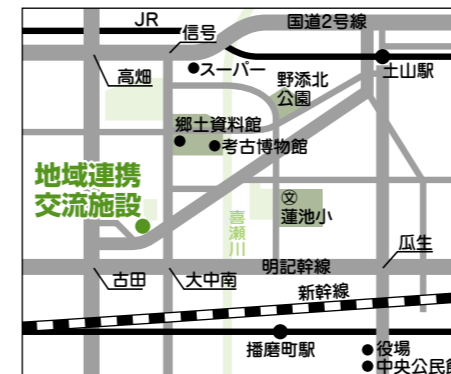 JR
信号
国道2号線
高畑
●スーパー
野添北
公園
土山駅
郷土資料館
●考古博物館
地域連携
交流施設
文
蓮池小
喜瀬川
瓜生
明記幹線
古田
大中南
新幹線
播磨町駅
●役場
●中央公民館